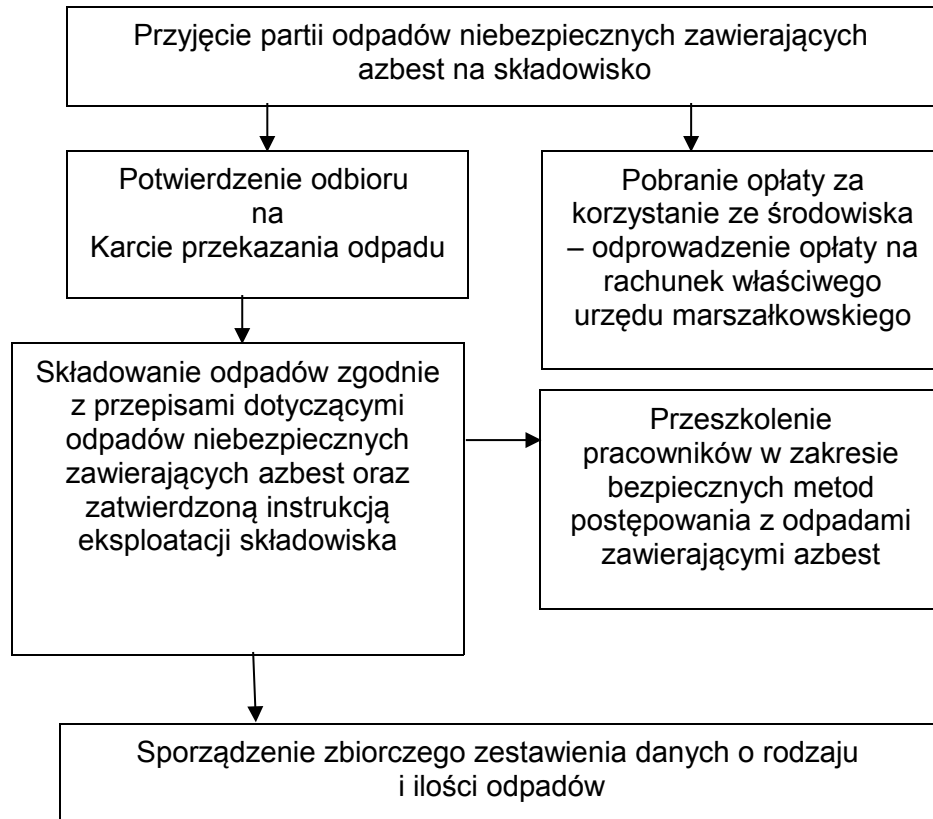 Przyjęcie partii odpadów niebezpiecznych zawierających
azbest na składowisko
Potwierdzenie odbioru
na
Karcie przekazania odpadu
Pobranie opłaty za
korzystanie ze środowiska
– odprowadzenie opłaty na
rachunek właściwego
urzędu marszałkowskiego
Składowanie odpadów zgodnie
z przepisami dotyczącymi
odpadów niebezpiecznych
zawierających azbest oraz
zatwierdzoną instrukcją
eksploatacji składowiska
Przeszkolenie
pracowników w zakresie
bezpiecznych metod
postępowania z odpadami
zawierającymi azbest
Sporządzenie zbiorczego zestawienia danych o rodzaju
i ilości odpadów